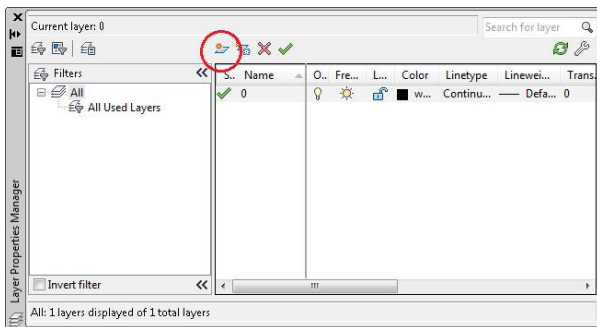 Current layer: 0
Search for layer
Filters
S.. Name O.. Fre... L... Color Linetype Linewei... Trans.
All
0 w... Continu... Defa... 0
All Used Layers
Invert filter
All: 1 layers displayed of 1 total layers
Layer Properties Manager